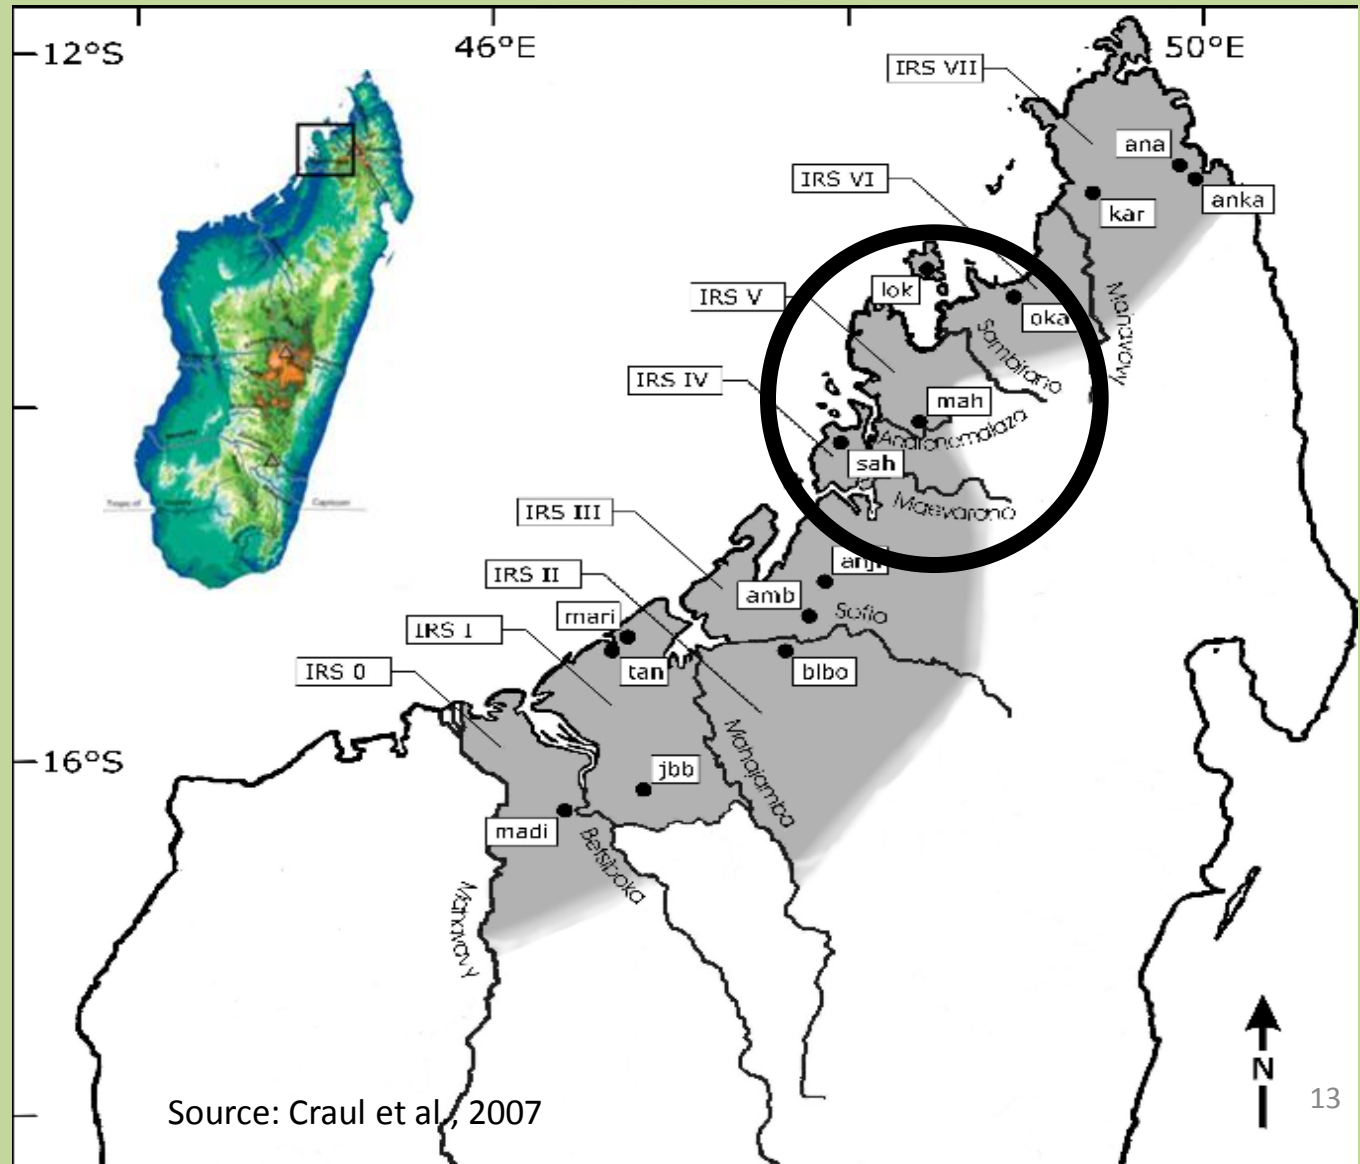 12°S
46°E
50°E
IRS VII
ana
IRS VI
anka
kar
lok
IRS V
oka
Mahavavy
Sambirano
IRS IV
mah
Andranomalaza
sah
Maevarano
IRS III
anji
IRS II
amb
mari
Sofia
IRS I
tan
blbo
IRS 0
Mahajamba
16°S
jbb
madi
Betsiboka
Mahavavy
N
Source: Craul et al., 2007
13